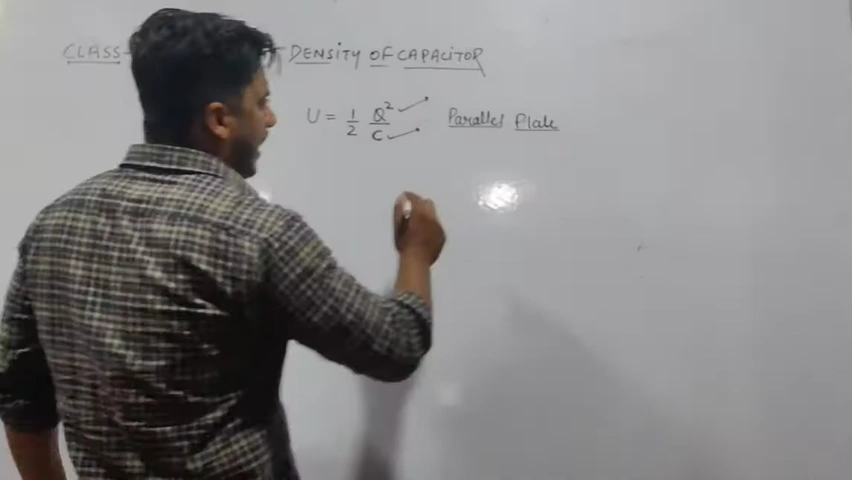 CLASS DENSITY OF CAPACITOR
U = 1/2 Q²/C Parallel Plate